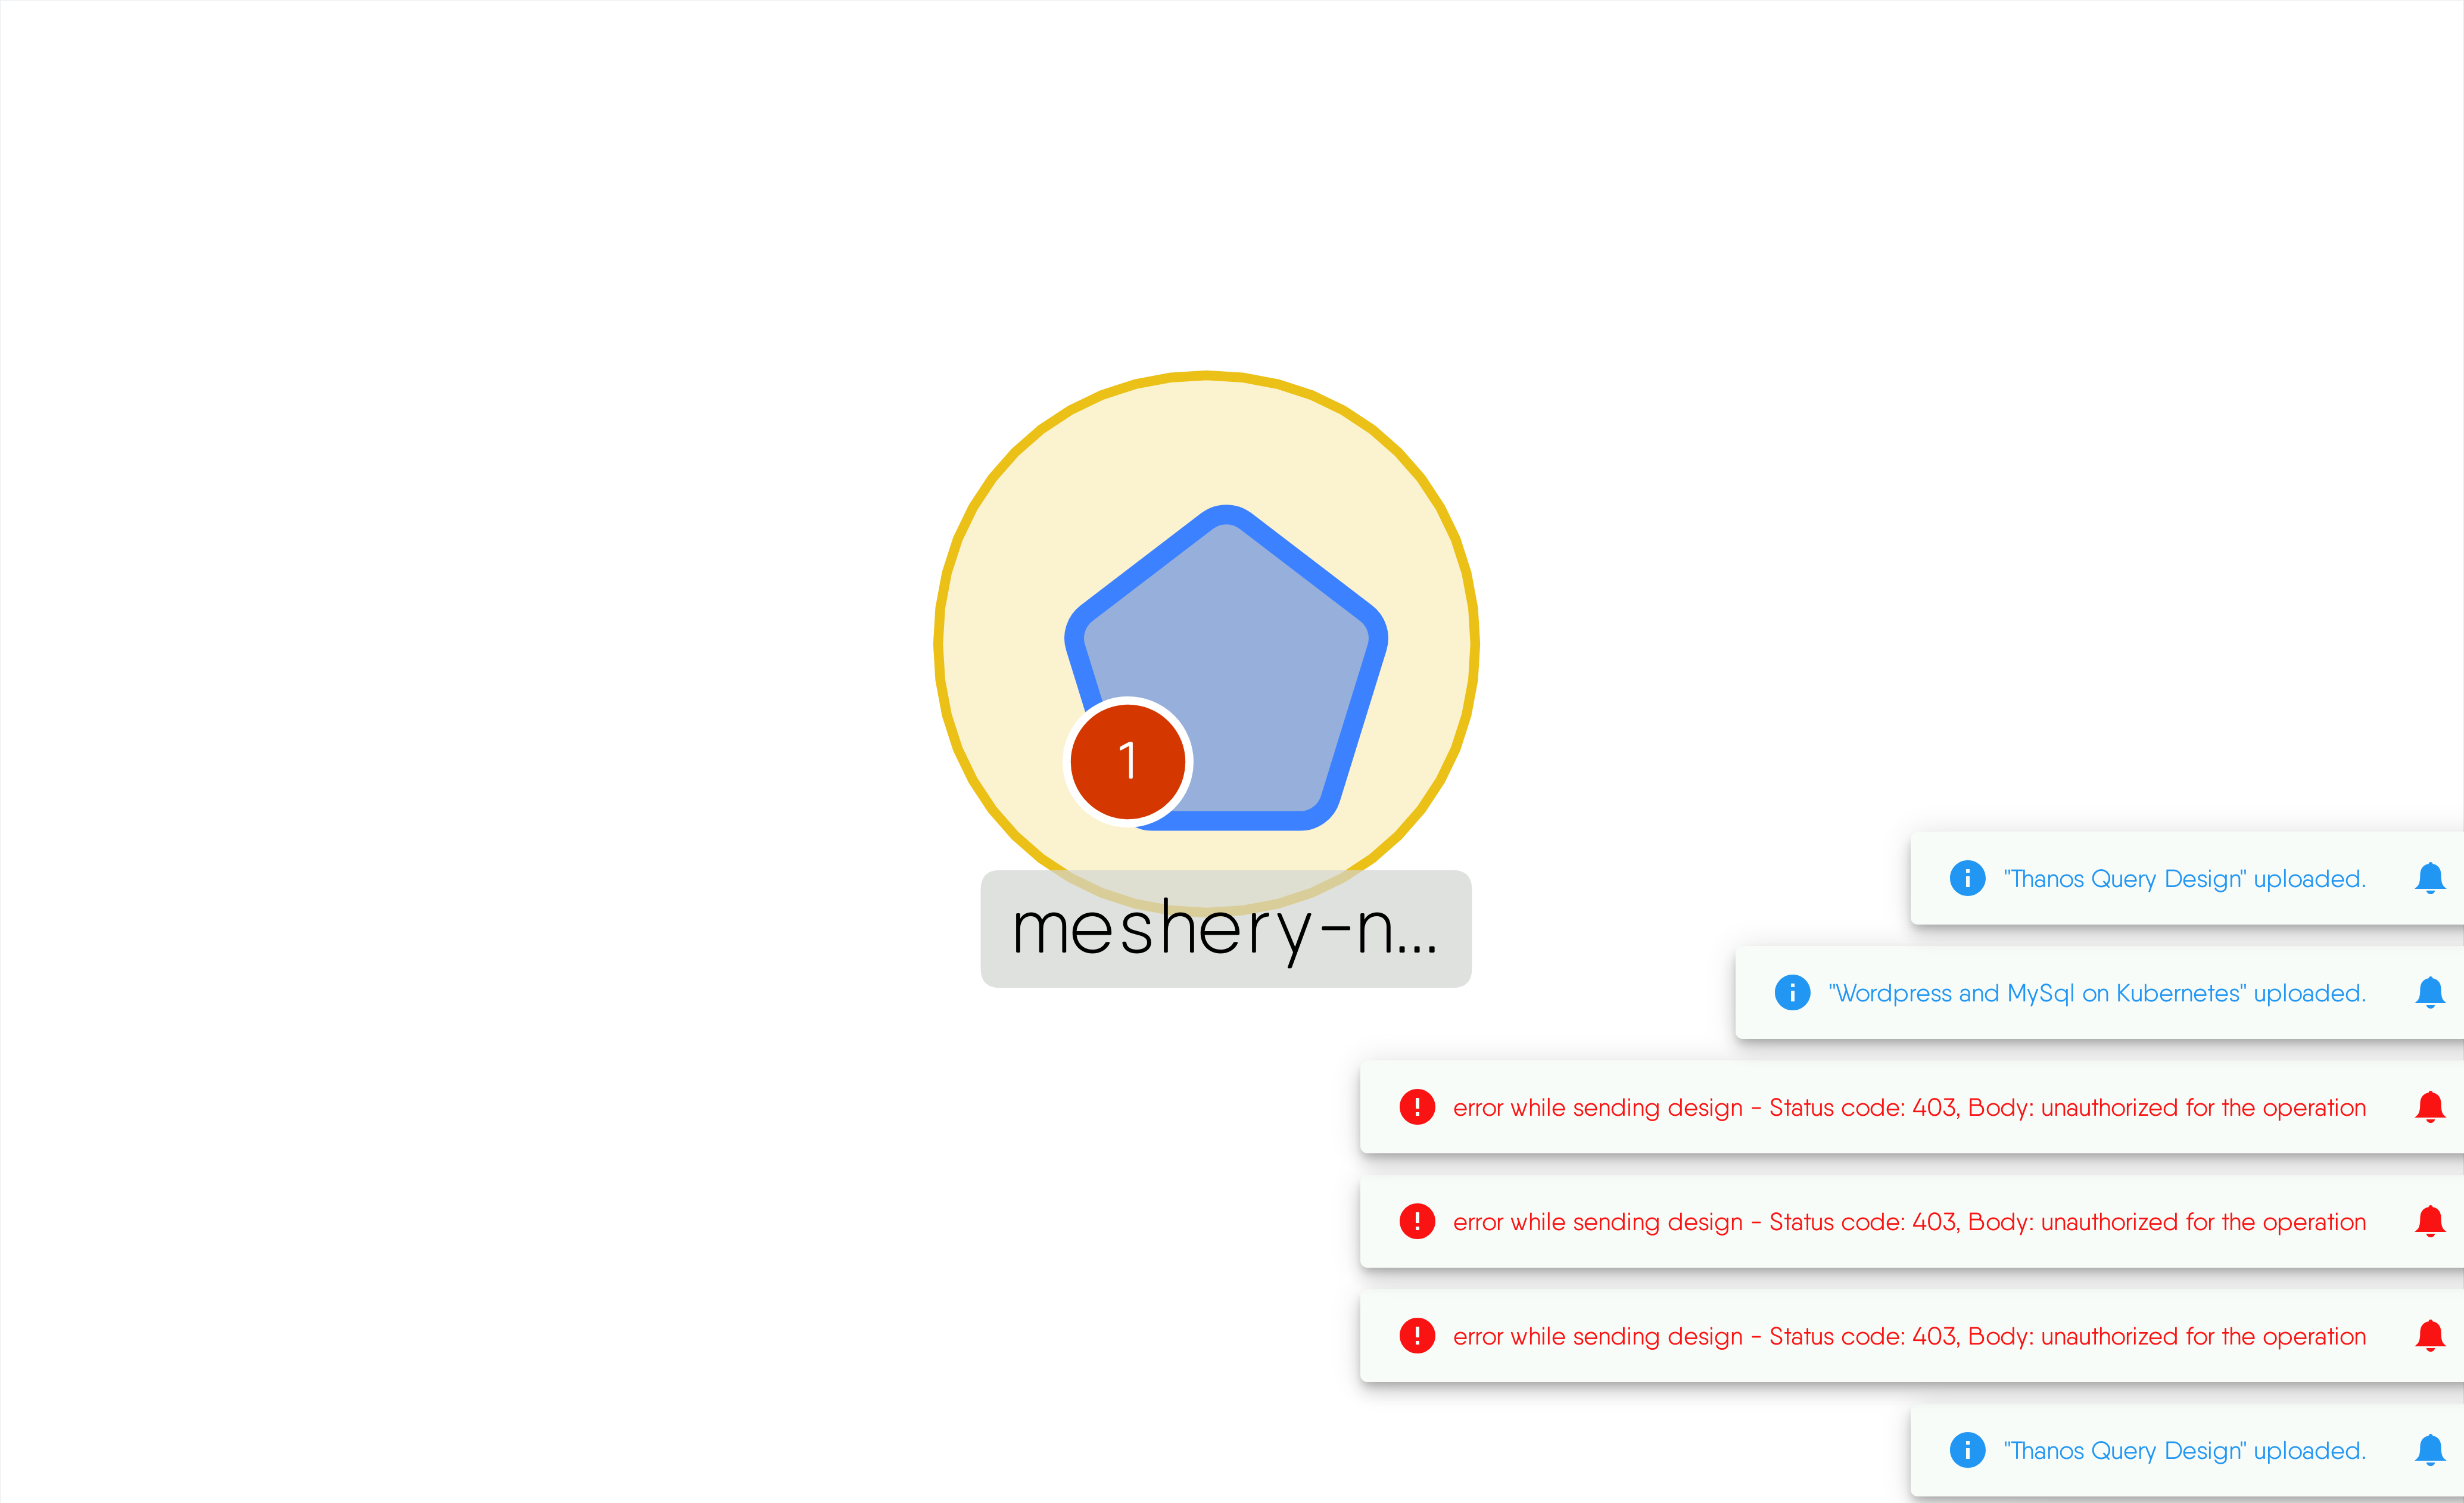 1
meshery-n...
"Thanos Query Design" uploaded.
"Wordpress and MySql on Kubernetes" uploaded.
error while sending design - Status code: 403, Body: unauthorized for the operation
error while sending design - Status code: 403, Body: unauthorized for the operation
error while sending design - Status code: 403, Body: unauthorized for the operation
"Thanos Query Design" uploaded.